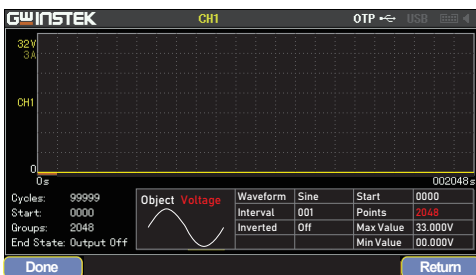 GWINSTEK CH1 OTP USB
32V
3A
CH1
0
0s 002048s
Cycles: 99999
Start: 0000
Groups: 2048
End State: Output Off
Object Voltage
Waveform Sine Start 0000
Interval 001 Points 2048
Inverted Off Max Value 33.000V
Min Value 00.000V
Done Return